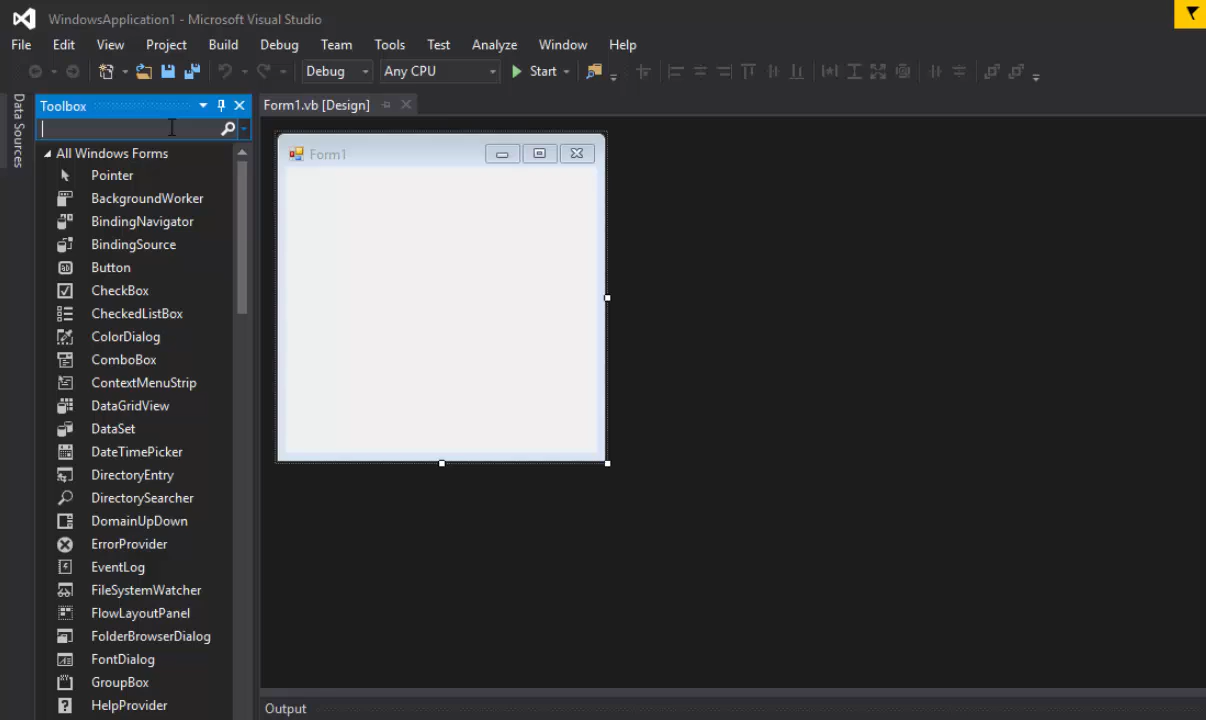 WindowsApplication1 - Microsoft Visual Studio
File Edit View Project Build Debug Team Tools Test Analyze Window Help
Debug Any CPU Start
Data Sources
Toolbox
Form1.vb [Design]
Form1
All Windows Forms
Pointer
BackgroundWorker
BindingNavigator
BindingSource
Button
CheckBox
CheckedListBox
ColorDialog
ComboBox
ContextMenuStrip
DataGridView
DataSet
DateTimePicker
DirectoryEntry
DirectorySearcher
DomainUpDown
ErrorProvider
EventLog
FileSystemWatcher
FlowLayoutPanel
FolderBrowserDialog
FontDialog
GroupBox
HelpProvider
Output